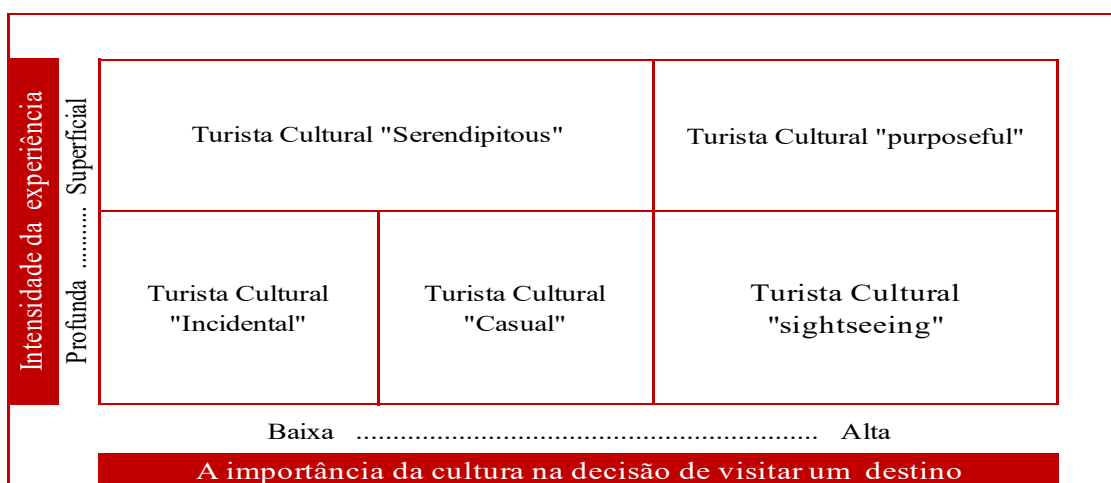 Intensidade da experiência
Profunda .......... Superficial
Turista Cultural "Serendipitous"
Turista Cultural "purposeful"
Turista Cultural
"Incidental"
Turista Cultural
"Casual"
Turista Cultural
"sightseeing"
Baixa ............................................................... Alta
A importância da cultura na decisão de visitar um destino